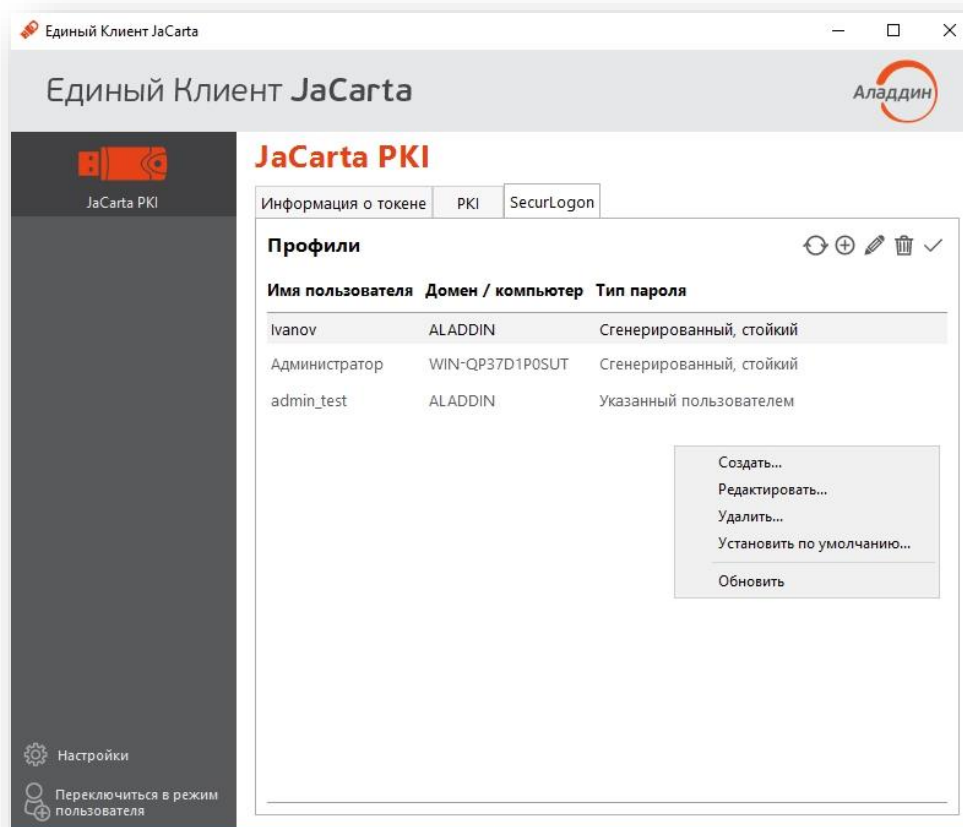 Единый Клиент JaCarta
Единый Клиент JaCarta
Аладдин
JaCarta PKI
JaCarta PKI
Информация о токене PKI SecurLogon
Профили
Имя пользователя Домен / компьютер Тип пароля
Ivanov ALADDIN Сгенерированный, стойкий
Администратор WIN-QP37D1P0SUT Сгенерированный, стойкий
admin_test ALADDIN Указанный пользователем
Создать...
Редактировать...
Удалить...
Установить по умолчанию...
Обновить
Настройки
Переключиться в режим
пользователя